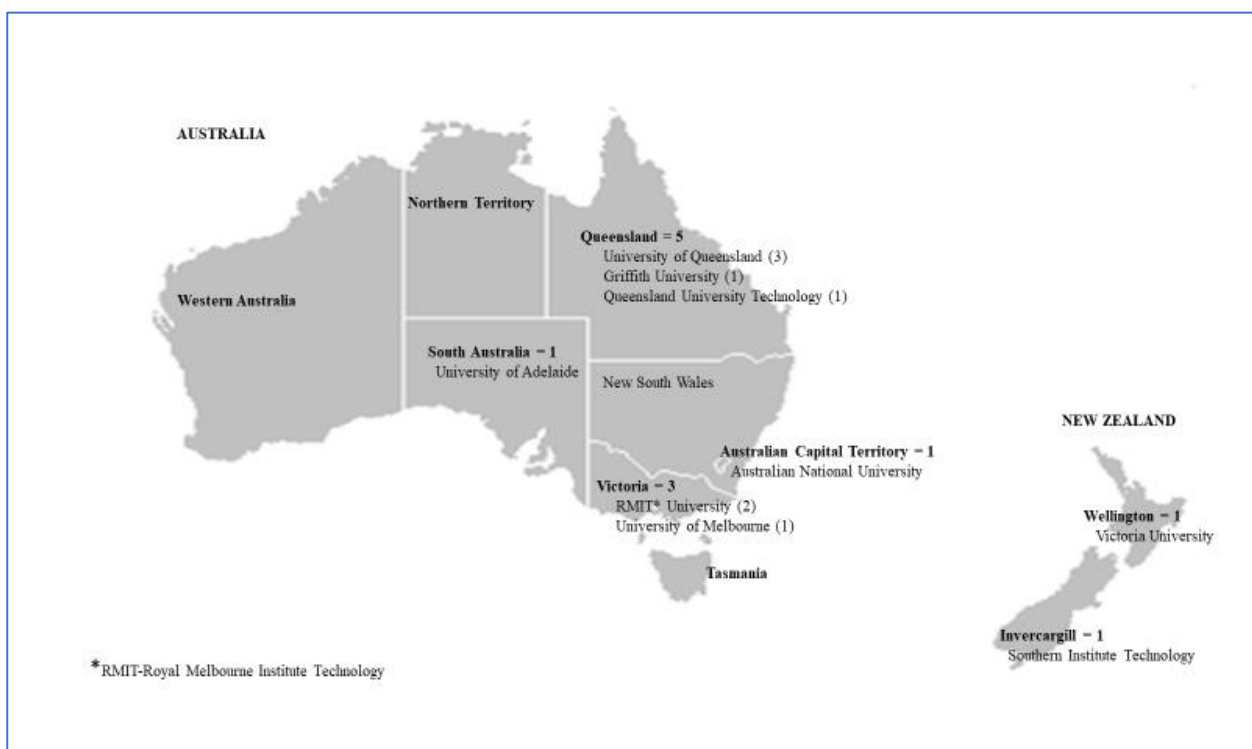 AUSTRALIA
Northern Territory
Queensland = 5
University of Queensland (3)
Griffith University (1)
Queensland University Technology (1)
Western Australia
South Australia = 1
University of Adelaide
New South Wales
NEW ZEALAND
Australian Capital Territory = 1
Australian National University
Victoria = 3
RMIT* University (2)
University of Melbourne (1)
Wellington = 1
Victoria University
Tasmania
Invercargill = 1
Southern Institute Technology
*RMIT-Royal Melbourne Institute Technology